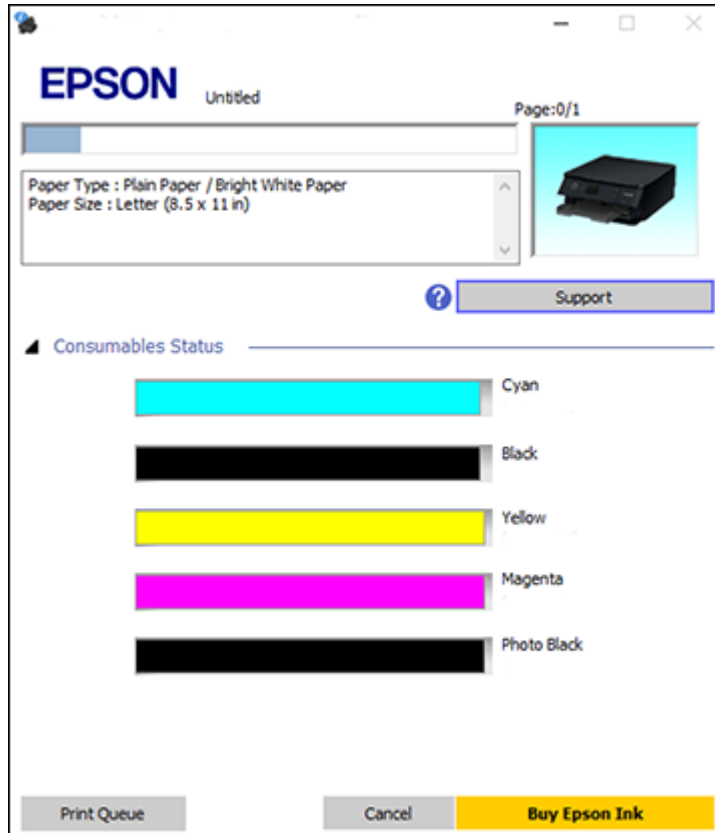 EPSON
Untitled
Page:0/1
Paper Type : Plain Paper / Bright White Paper
Paper Size : Letter (8.5 x 11 in)
?
Support
Consumables Status
Cyan
Black
Yellow
Magenta
Photo Black
Print Queue
Cancel
Buy Epson Ink